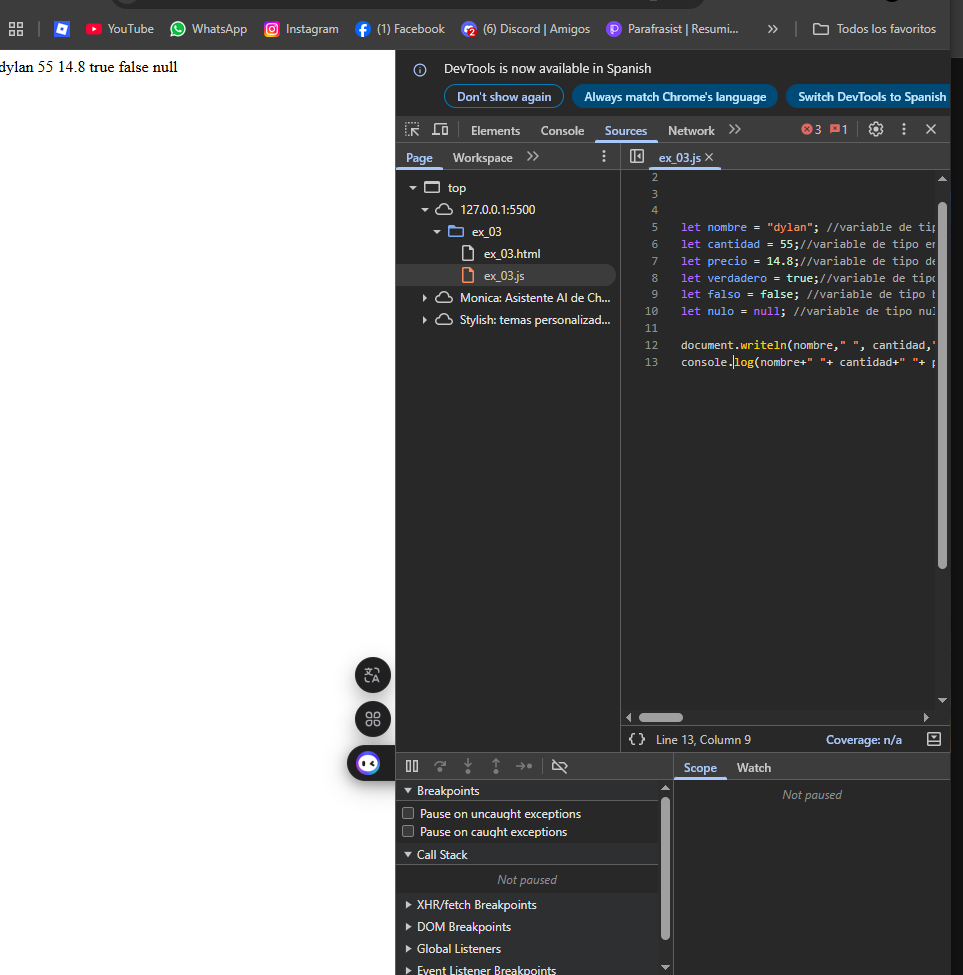 YouTube WhatsApp Instagram (1) Facebook (6) Discord | Amigos Parafrasist | Resumi... Todos los favoritos
dylan 55 14.8 true false null
DevTools is now available in Spanish
Don't show again Always match Chrome's language Switch DevTools to Spanish
Elements Console Sources Network 3 1
Page Workspace
ex_03.js
top
127.0.0.1:5500
ex_03
ex_03.html
ex_03.js
Monica: Asistente AI de Ch...
Stylish: temas personalizad...
2
3
4
5 let nombre = "dylan"; //variable de tip
6 let cantidad = 55;//variable de tipo en
7 let precio = 14.8;//variable de tipo de
8 let verdadero = true;//variable de tipo
9 let falso = false; //variable de tipo b
10 let nulo = null; //variable de tipo nul
11
12 document.writeln(nombre," ", cantidad,"
13 console.log(nombre+" "+ cantidad+" "+ p
{ } Line 13, Column 9 Coverage: n/a
Breakpoints
Pause on uncaught exceptions
Pause on caught exceptions
Call Stack
Not paused
XHR/fetch Breakpoints
DOM Breakpoints
Global Listeners
Event Listener Breakpoints
Scope Watch
Not paused